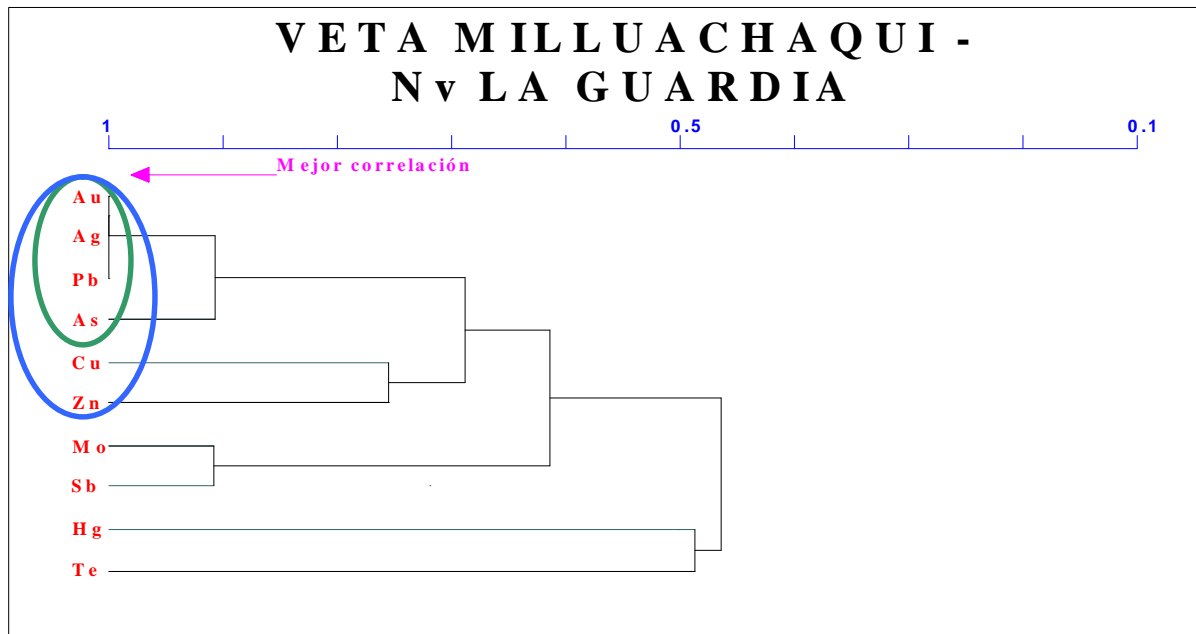 VETA MILLUACHAQUI -
Nv LA GUARDIA
1 0.5 0.1
Mejor correlación
Au
Ag
Pb
As
Cu
Zn
Mo
Sb
Hg
Te